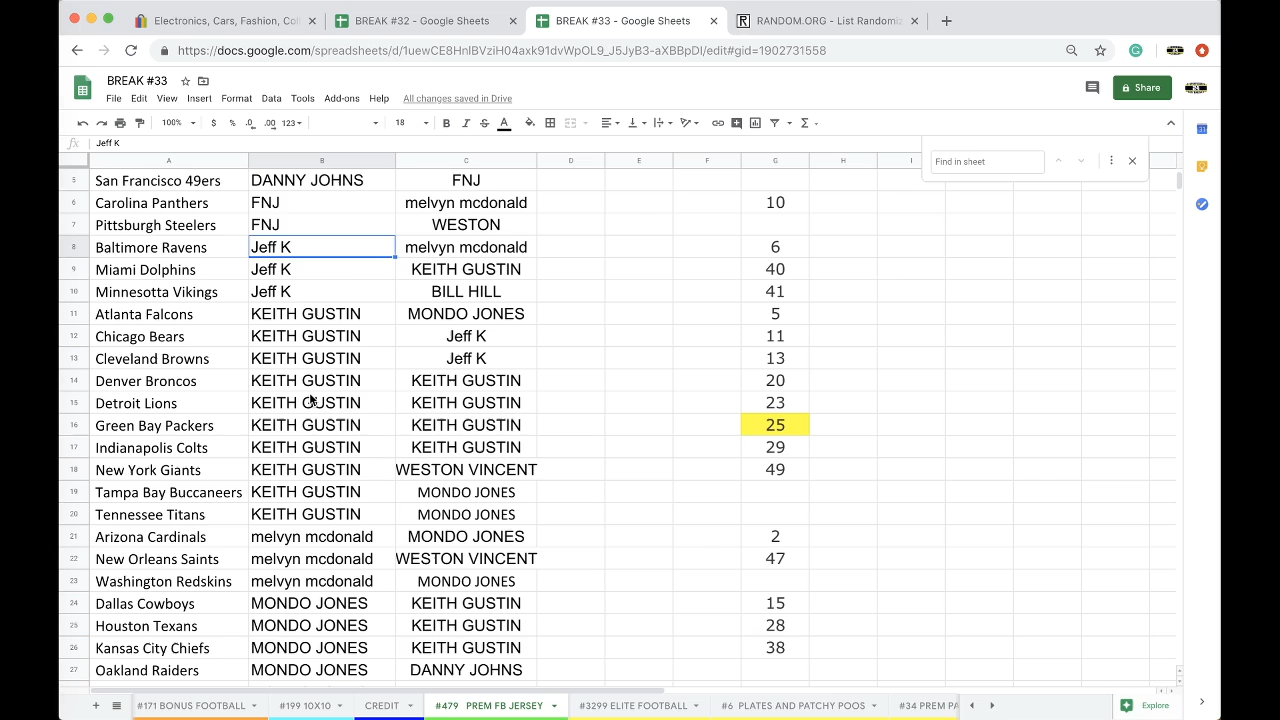 Electronics, Cars, Fashion, Col
BREAK #32 - Google Sheets
BREAK #33 - Google Sheets
RANDOM.ORG - List Randomiz
https://docs.google.com/spreadsheets/d/1uewCE8HnlBVziH04axk91dvWpOL9_J5JyB3-aXBBpDI/edit#gid=1902731558
BREAK #33
File Edit View Insert Format Data Tools Add-ons Help All changes saved in Drive
Share
100% $ % .0 .00 123 18 B I S A
fx Jeff K
Find in sheet
A B C D E F G H I
5 San Francisco 49ers DANNY JOHNS FNJ
6 Carolina Panthers FNJ melvyn mcdonald 10
7 Pittsburgh Steelers FNJ WESTON
8 Baltimore Ravens Jeff K melvyn mcdonald 6
9 Miami Dolphins Jeff K KEITH GUSTIN 40
10 Minnesotta Vikings Jeff K BILL HILL 41
11 Atlanta Falcons KEITH GUSTIN MONDO JONES 5
12 Chicago Bears KEITH GUSTIN Jeff K 11
13 Cleveland Browns KEITH GUSTIN Jeff K 13
14 Denver Broncos KEITH GUSTIN KEITH GUSTIN 20
15 Detroit Lions KEITH GUSTIN KEITH GUSTIN 23
16 Green Bay Packers KEITH GUSTIN KEITH GUSTIN 25
17 Indianapolis Colts KEITH GUSTIN KEITH GUSTIN 29
18 New York Giants KEITH GUSTIN WESTON VINCENT 49
19 Tampa Bay Buccaneers KEITH GUSTIN MONDO JONES
20 Tennessee Titans KEITH GUSTIN MONDO JONES
21 Arizona Cardinals melvyn mcdonald MONDO JONES 2
22 New Orleans Saints melvyn mcdonald WESTON VINCENT 47
23 Washington Redskins melvyn mcdonald MONDO JONES
24 Dallas Cowboys MONDO JONES KEITH GUSTIN 15
25 Houston Texans MONDO JONES KEITH GUSTIN 28
26 Kansas City Chiefs MONDO JONES KEITH GUSTIN 38
27 Oakland Raiders MONDO JONES DANNY JOHNS
#171 BONUS FOOTBALL #199 10X10 CREDIT #479 PREM FB JERSEY #3299 ELITE FOOTBALL #6 PLATES AND PATCHY POOS #34 PREM PA Explore